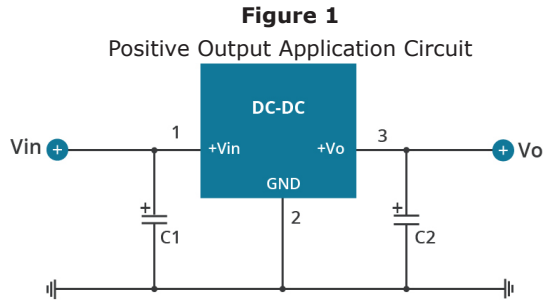 Figure 1
Positive Output Application Circuit
DC-DC
Vin + 1 +Vin +Vo 3 + Vo
GND
+ 2 +
C1 C2